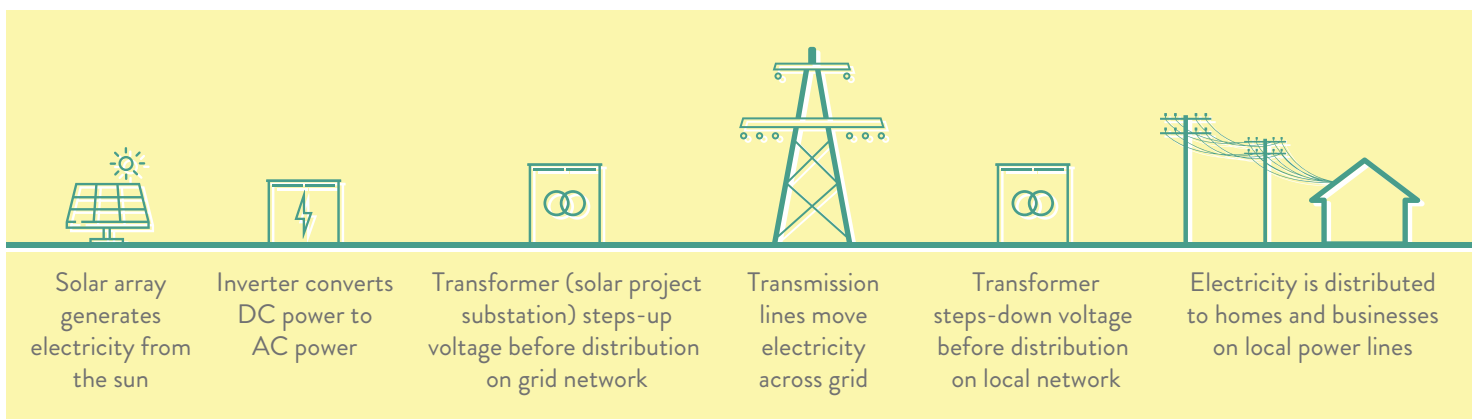 Solar array
generates
electricity from
the sun
Inverter converts
DC power to
AC power
Transformer (solar project
substation) steps-up
voltage before distribution
on grid network
Transmission
lines move
electricity
across grid
Transformer
steps-down voltage
before distribution
on local network
Electricity is distributed
to homes and businesses
on local power lines